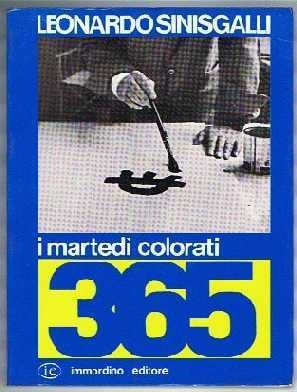 LEONARDO SINISGALLI
i martedì colorati
365
ic immordino editore